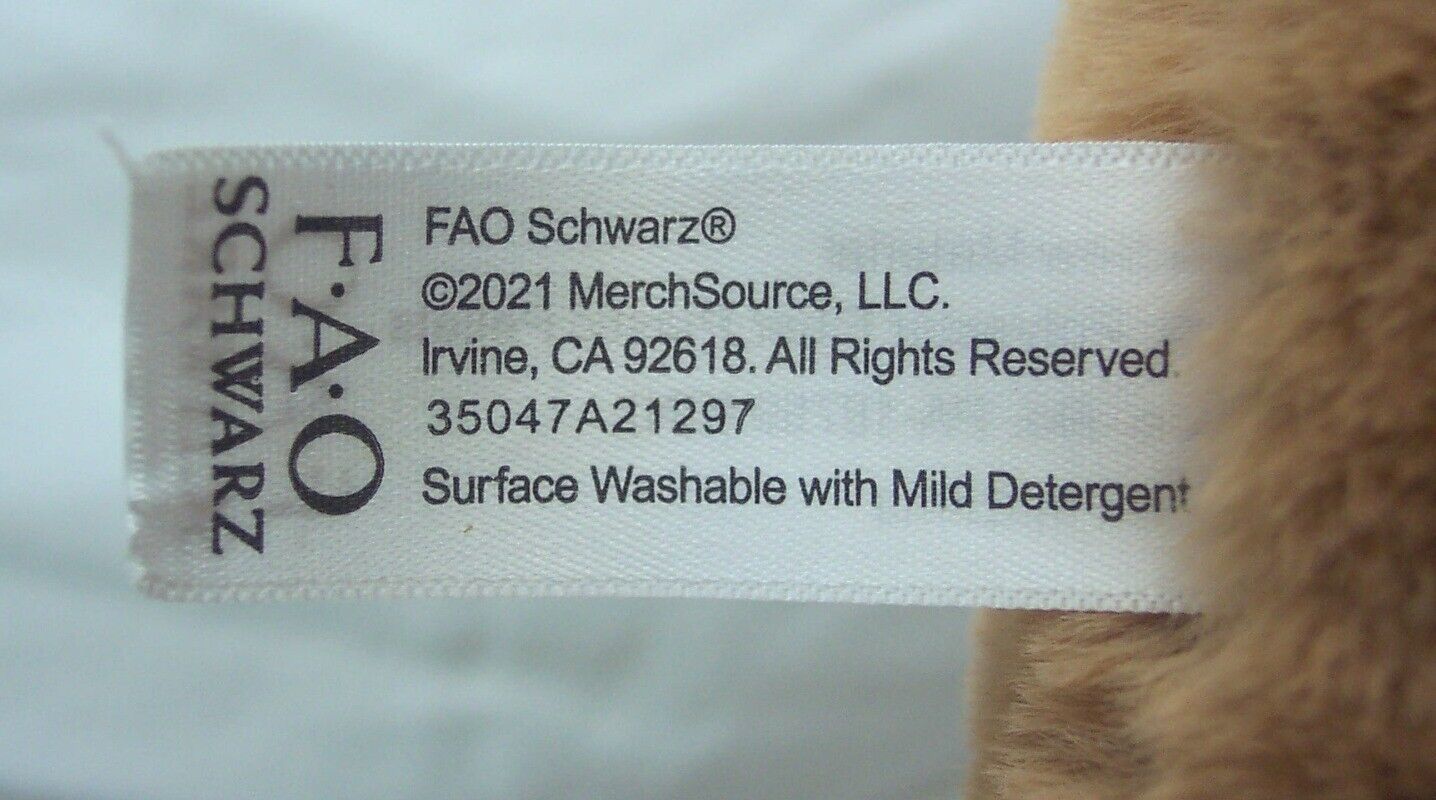 F·A·O
SCHWARZ
FAO Schwarz®
©2021 MerchSource, LLC.
Irvine, CA 92618. All Rights Reserved.
35047A21297
Surface Washable with Mild Detergent